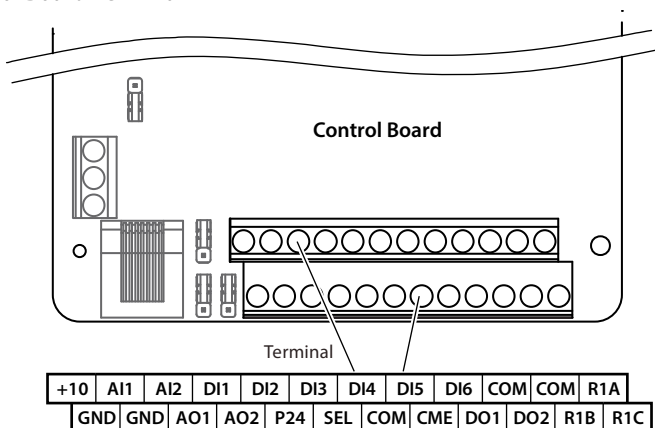 Control Board
Terminal
+10 AI1 AI2 DI1 DI2 DI3 DI4 DI5 DI6 COM COM R1A
GND GND AO1 AO2 P24 SEL COM CME DO1 DO2 R1B R1C